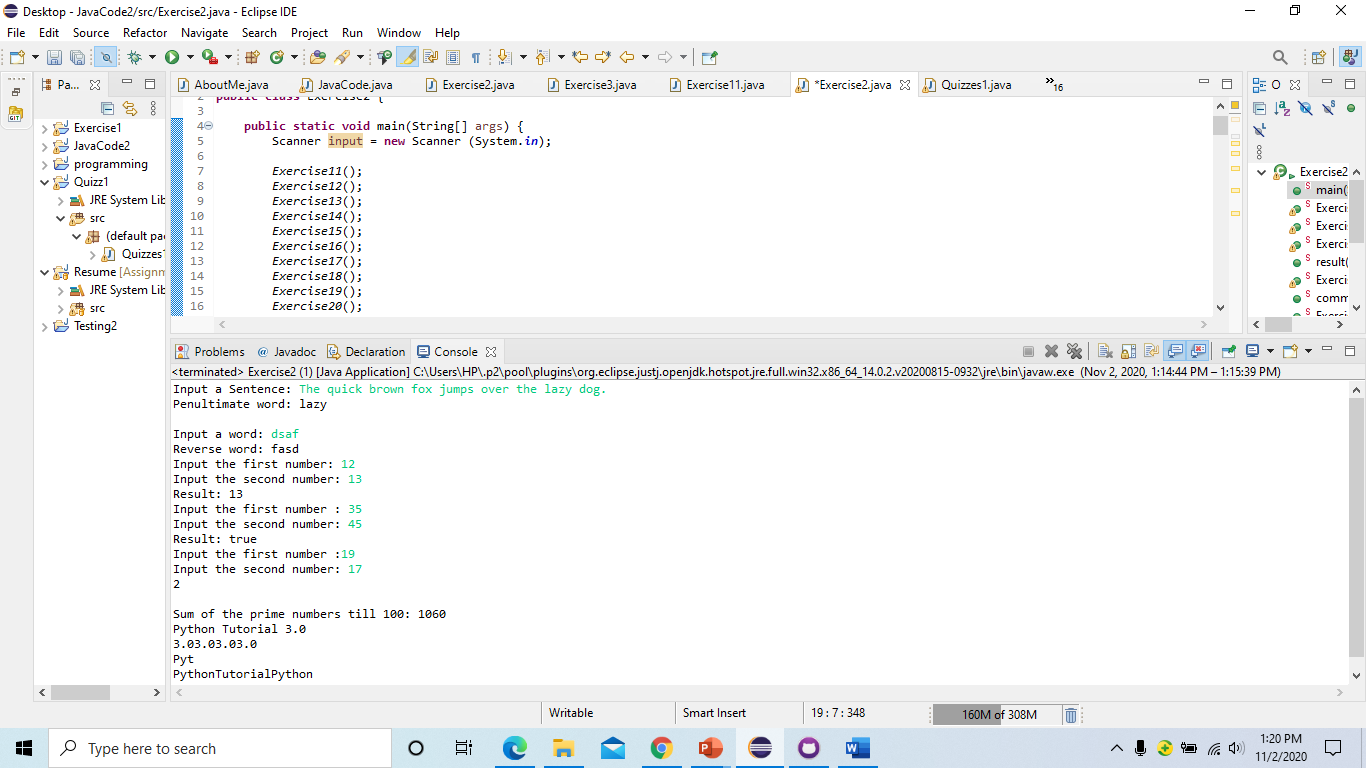 Desktop - JavaCode2/src/Exercise2.java - Eclipse IDE
File Edit Source Refactor Navigate Search Project Run Window Help
Pa...
AboutMe.java JavaCode.java Exercise2.java Exercise3.java Exercise11.java *Exercise2.java Quizzes1.java »16
O
Exercise1
JavaCode2
programming
Quizz1
JRE System Lib
src
(default pac
Quizzes1
Resume [Assignm
JRE System Lib
src
Testing2
2 public class Exercise2 {
3
4 public static void main(String[] args) {
5 Scanner input = new Scanner (System.in);
6
7 Exercise11();
8 Exercise12();
9 Exercise13();
10 Exercise14();
11 Exercise15();
12 Exercise16();
13 Exercise17();
14 Exercise18();
15 Exercise19();
16 Exercise20();
Exercise2
main(
Exerci
Exerci
Exerci
result(
Exerci
comm
Exerci
Problems @ Javadoc Declaration Console
<terminated> Exercise2 (1) [Java Application] C:\Users\HP\.p2\pool\plugins\org.eclipse.justj.openjdk.hotspot.jre.full.win32.x86_64_14.0.2.v20200815-0932\jre\bin\javaw.exe (Nov 2, 2020, 1:14:44 PM – 1:15:39 PM)
Input a Sentence: The quick brown fox jumps over the lazy dog.
Penultimate word: lazy
Input a word: dsaf
Reverse word: fasd
Input the first number: 12
Input the second number: 13
Result: 13
Input the first number : 35
Input the second number: 45
Result: true
Input the first number :19
Input the second number: 17
2
Sum of the prime numbers till 100: 1060
Python Tutorial 3.0
3.03.03.03.0
Pyt
PythonTutorialPython
Writable Smart Insert 19 : 7 : 348 160M of 308M
Type here to search
1:20 PM
11/2/2020